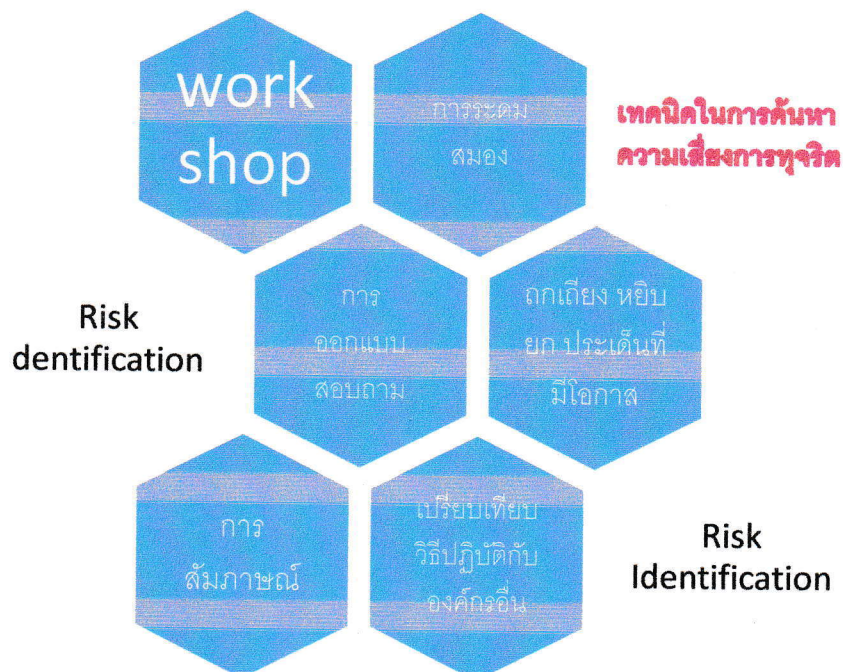 work
shop
การระดม
สมอง
เทคนิคในการค้นหา
ความเสี่ยงการทุจริต
Risk
dentification
การ
ออกแบบ
สอบถาม
ถกเถียง หยิบ
ยก ประเด็นที่
มีโอกาส
การ
สัมภาษณ์
เปรียบเทียบ
วิธีปฏิบัติกับ
องค์กรอื่น
Risk
Identification